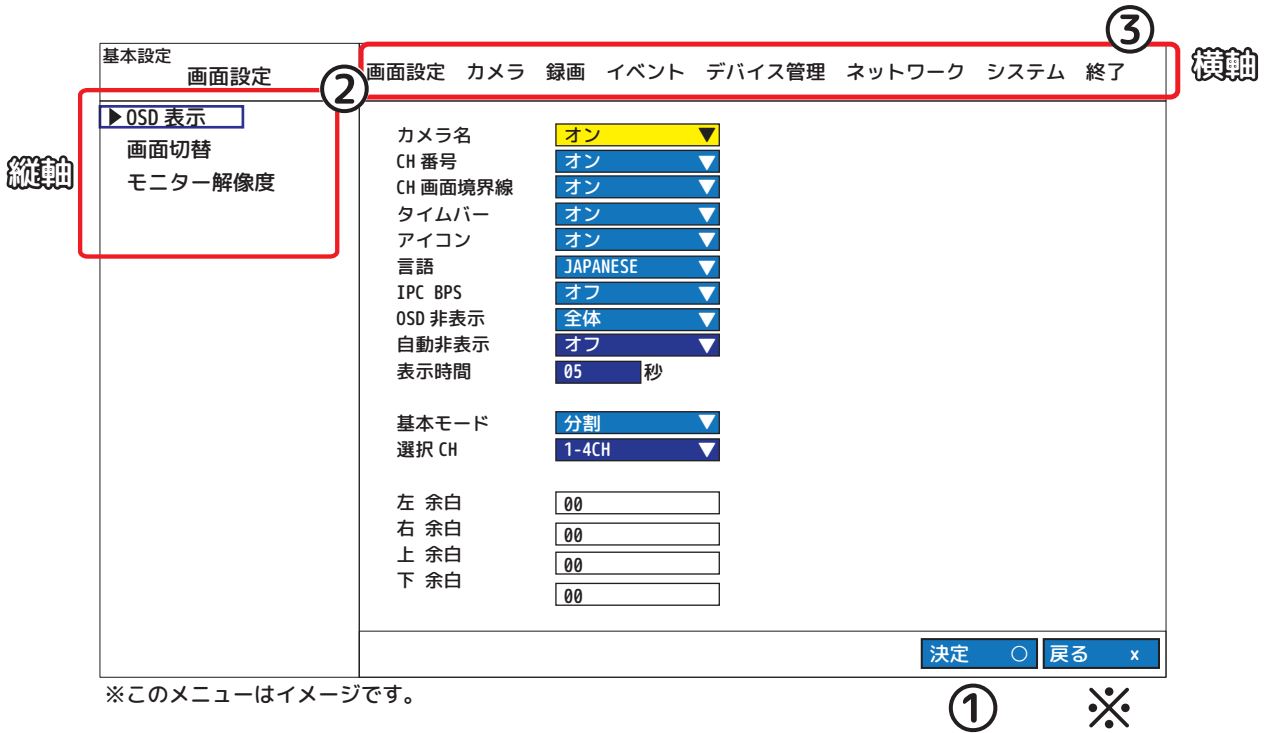 ③
基本設定
画面設定
②
画面設定 カメラ 録画 イベント デバイス管理 ネットワーク システム 終了
横軸
縦軸
▶OSD 表示
画面切替
モニター解像度
カメラ名 オン ▼
CH 番号 オン ▼
CH 画面境界線 オン ▼
タイムバー オン ▼
アイコン オン ▼
言語 JAPANESE ▼
IPC BPS オフ ▼
OSD 非表示 全体 ▼
自動非表示 オフ ▼
表示時間 05 秒
基本モード 分割 ▼
選択 CH 1-4CH ▼
左 余白 00
右 余白 00
上 余白 00
下 余白 00
決定 ○ 戻る x
※このメニューはイメージです。
① ※